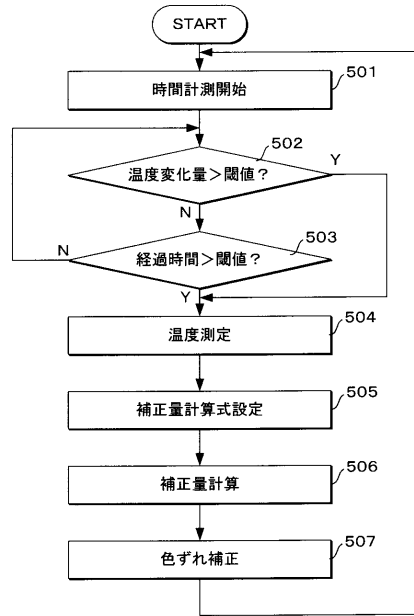 START
時間計測開始
501
温度変化量>閾値?
502
Y
N
経過時間>閾値?
503
N
Y
温度測定
504
補正量計算式設定
505
補正量計算
506
色ずれ補正
507